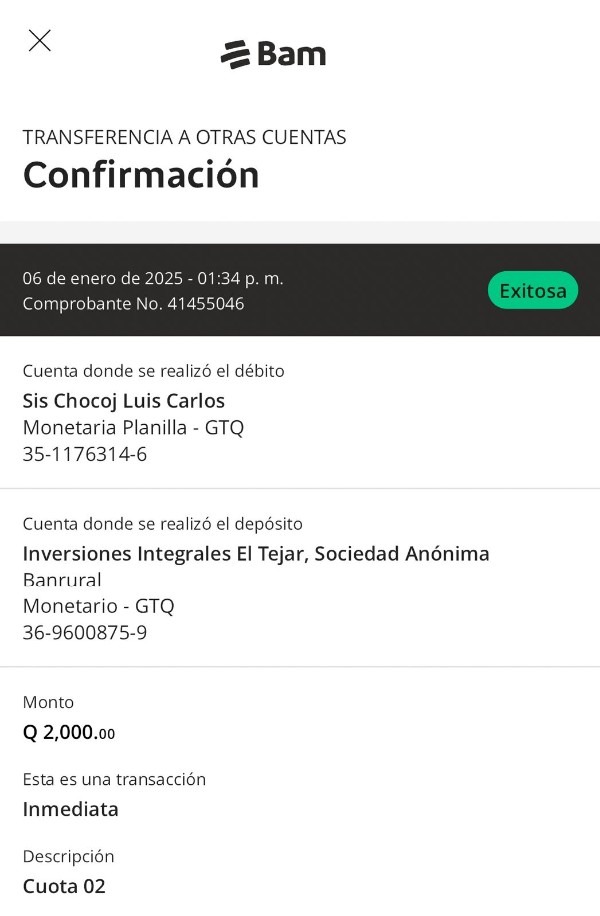 Bam
TRANSFERENCIA A OTRAS CUENTAS
Confirmación
06 de enero de 2025 - 01:34 p. m.
Comprobante No. 41455046
Exitosa
Cuenta donde se realizó el débito
Sis Chocoj Luis Carlos
Monetaria Planilla - GTQ
35-1176314-6
Cuenta donde se realizó el depósito
Inversiones Integrales El Tejar, Sociedad Anónima
Banrural
Monetario - GTQ
36-9600875-9
Monto
Q 2,000.00
Esta es una transacción
Inmediata
Descripción
Cuota 02